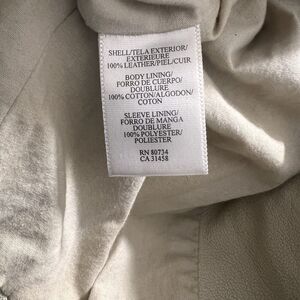 SHELL/TELA EXTERIOR/
EXTERIEURE
100% LEATHER/PIEL/CUIR
BODY LINING/
FORRO DE CUERPO/
DOUBLURE
100% COTTON/ALGODON/
COTON
SLEEVE LINING/
FORRO DE MANGA
DOUBLURE
100% POLYESTER/
POLIESTER
RN 80734
CA 31458